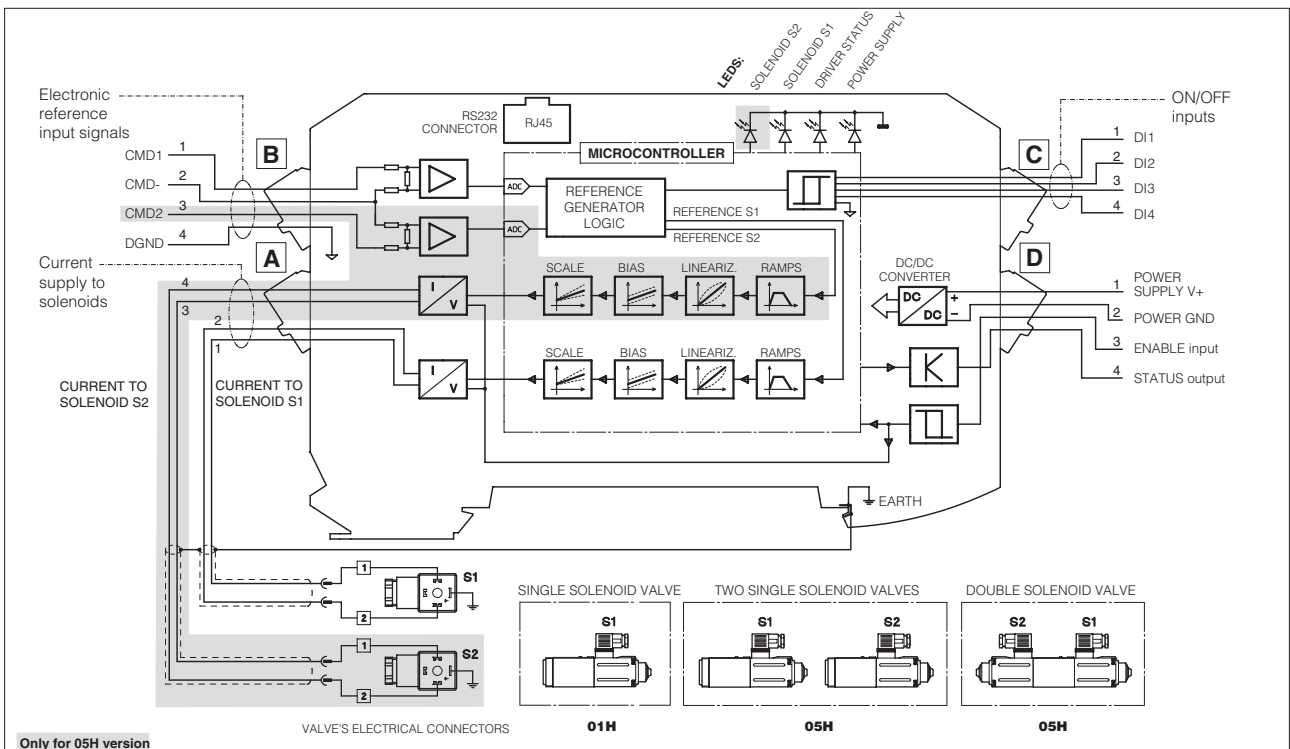 LEDS:
SOLENOID S2
SOLENOID S1
DRIVER STATUS
POWER SUPPLY
Electronic
reference
input signals
RS232
CONNECTOR
RJ45
ON/OFF
inputs
CMD1 1
CMD- 2
CMD2 3
DGND 4
B
MICROCONTROLLER
C
1 DI1
2 DI2
3 DI3
4 DI4
ADC
ADC
REFERENCE
GENERATOR
LOGIC
REFERENCE S1
REFERENCE S2
Current
supply to
solenoids
A
4
3
2
1
I
V
SCALE
BIAS
LINEARIZ.
RAMPS
DC/DC
CONVERTER
DC
DC
+
–
D
1 POWER
SUPPLY V+
2 POWER GND
3 ENABLE input
4 STATUS output
I
V
SCALE
BIAS
LINEARIZ.
RAMPS
K
CURRENT TO
SOLENOID S2
CURRENT TO
SOLENOID S1
EARTH
1
2
S1
1
2
S2
VALVE'S ELECTRICAL CONNECTORS
SINGLE SOLENOID VALVE
S1
01H
TWO SINGLE SOLENOID VALVES
S1
S2
05H
DOUBLE SOLENOID VALVE
S2
S1
05H
Only for 05H version